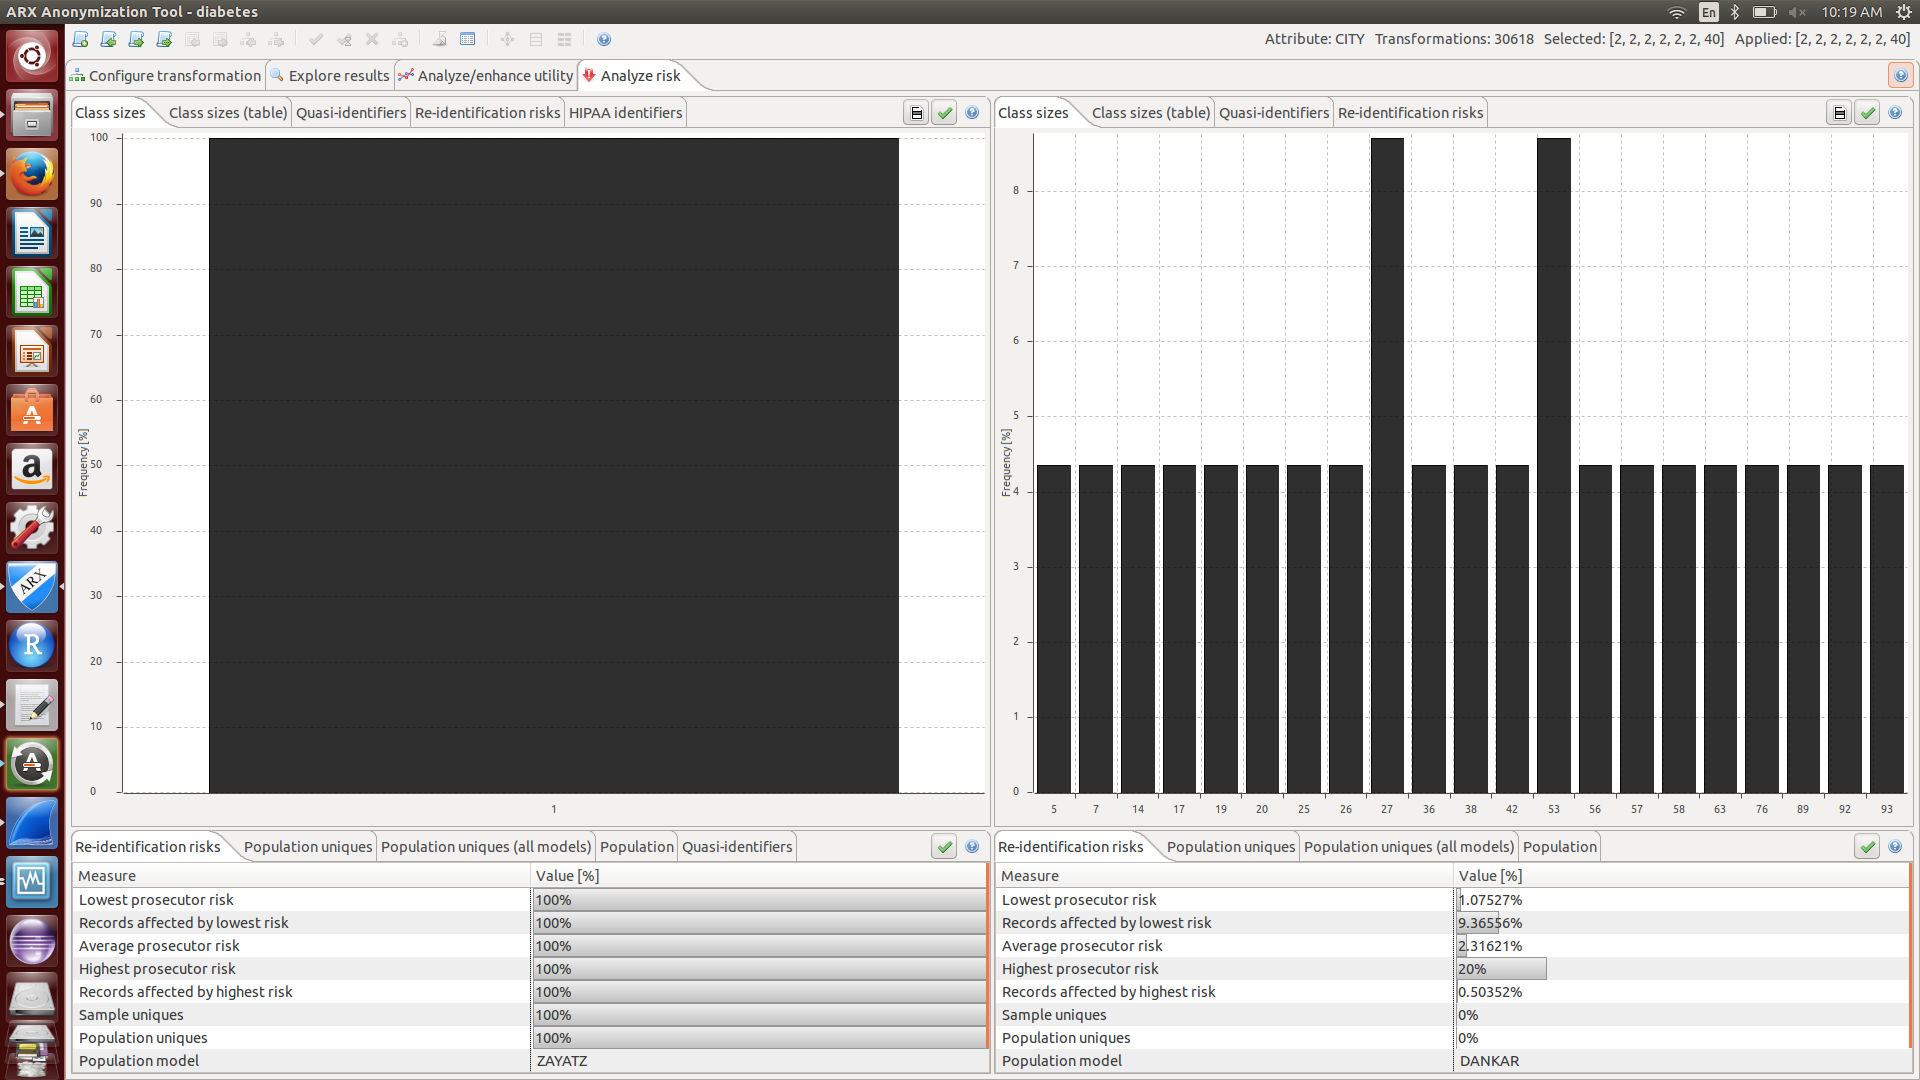 ARX Anonymization Tool - diabetes
En
10:19 AM
Attribute: CITY Transformations: 30618 Selected: [2, 2, 2, 2, 2, 2, 40] Applied: [2, 2, 2, 2, 2, 2, 40]
Configure transformation Explore results Analyze/enhance utility Analyze risk
Class sizes Class sizes (table) Quasi-identifiers Re-identification risks HIPAA identifiers
100
90
80
70
60
50
40
30
20
10
0
Frequency [%]
1
Class sizes Class sizes (table) Quasi-identifiers Re-identification risks
8
7
6
5
4
3
2
1
0
Frequency [%]
5 7 14 17 19 20 25 26 27 36 38 42 53 56 57 58 63 76 89 92 93
Re-identification risks Population uniques Population uniques (all models) Population Quasi-identifiers
Measure Value [%]
Lowest prosecutor risk 100%
Records affected by lowest risk 100%
Average prosecutor risk 100%
Highest prosecutor risk 100%
Records affected by highest risk 100%
Sample uniques 100%
Population uniques 100%
Population model ZAYATZ
Re-identification risks Population uniques Population uniques (all models) Population
Measure Value [%]
Lowest prosecutor risk 1.07527%
Records affected by lowest risk 9.36556%
Average prosecutor risk 2.31621%
Highest prosecutor risk 20%
Records affected by highest risk 0.50352%
Sample uniques 0%
Population uniques 0%
Population model DANKAR
a
ARX
R